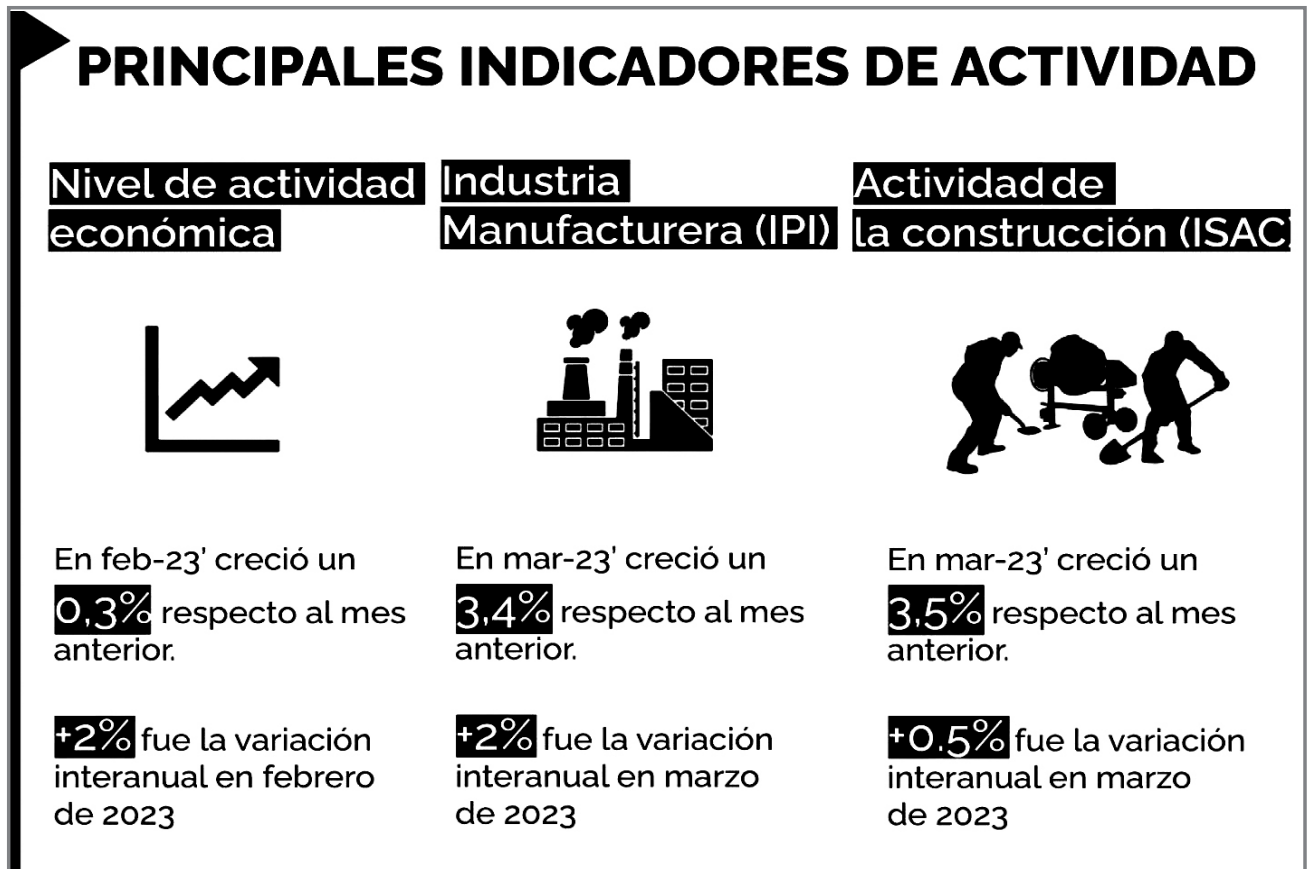 PRINCIPALES INDICADORES DE ACTIVIDAD
Nivel de actividad
económica
En feb-23’ creció un
0,3% respecto al mes
anterior.
+2% fue la variación
interanual en febrero
de 2023
Industria
Manufacturera (IPI)
En mar-23’ creció un
3,4% respecto al mes
anterior.
+2% fue la variación
interanual en marzo
de 2023
Actividad de
la construcción (ISAC)
En mar-23’ creció un
3,5% respecto al mes
anterior.
+0.5% fue la variación
interanual en marzo
de 2023